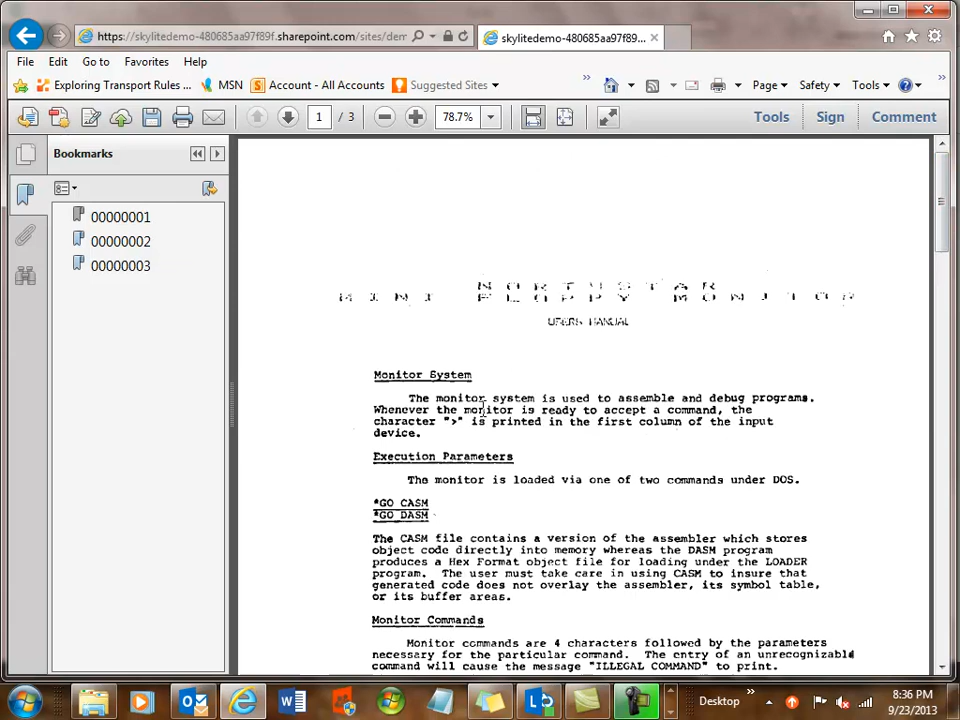 https://skylitedemo-480685aa97f89f.sharepoint.com/sites/dem
skylitedemo-480685aa97f89...
File Edit Go to Favorites Help
Exploring Transport Rules ... MSN Account - All Accounts Suggested Sites Page Safety Tools
1 / 3 78.7% Tools Sign Comment
Bookmarks
00000001
00000002
00000003
USERS MANUAL
Monitor System
The monitor system is used to assemble and debug programs.
Whenever the monitor is ready to accept a command, the
character ">" is printed in the first column of the input
device.
Execution Parameters
The monitor is loaded via one of two commands under DOS.
*GO CASM
*GO DASM
The CASM file contains a version of the assembler which stores
object code directly into memory whereas the DASM program
produces a Hex Format object file for loading under the LOADER
program. The user must take care in using CASM to insure that
generated code does not overlay the assembler, its symbol table,
or its buffer areas.
Monitor Commands
Monitor commands are 4 characters followed by the parameters
necessary for the particular command. The entry of an unrecognizable
command will cause the message "ILLEGAL COMMAND" to print.
Desktop
8:36 PM
9/23/2013